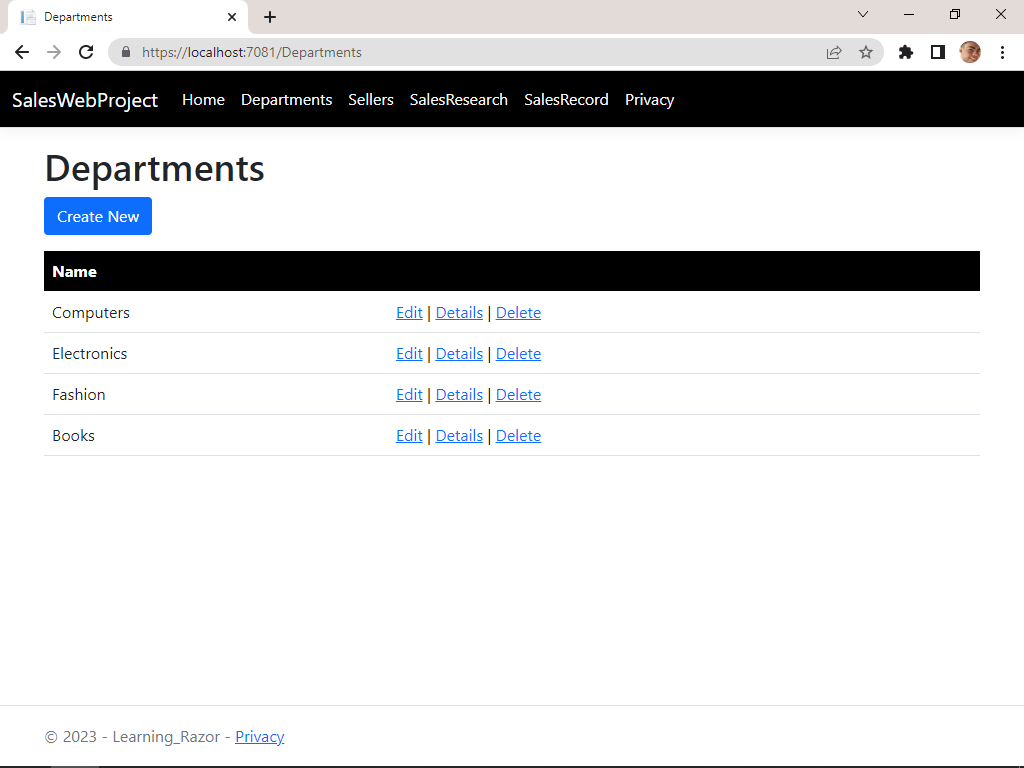 Departments
https://localhost:7081/Departments
SalesWebProject Home Departments Sellers SalesResearch SalesRecord Privacy
Departments
Create New
Name
Computers Edit | Details | Delete
Electronics Edit | Details | Delete
Fashion Edit | Details | Delete
Books Edit | Details | Delete
© 2023 - Learning_Razor - Privacy